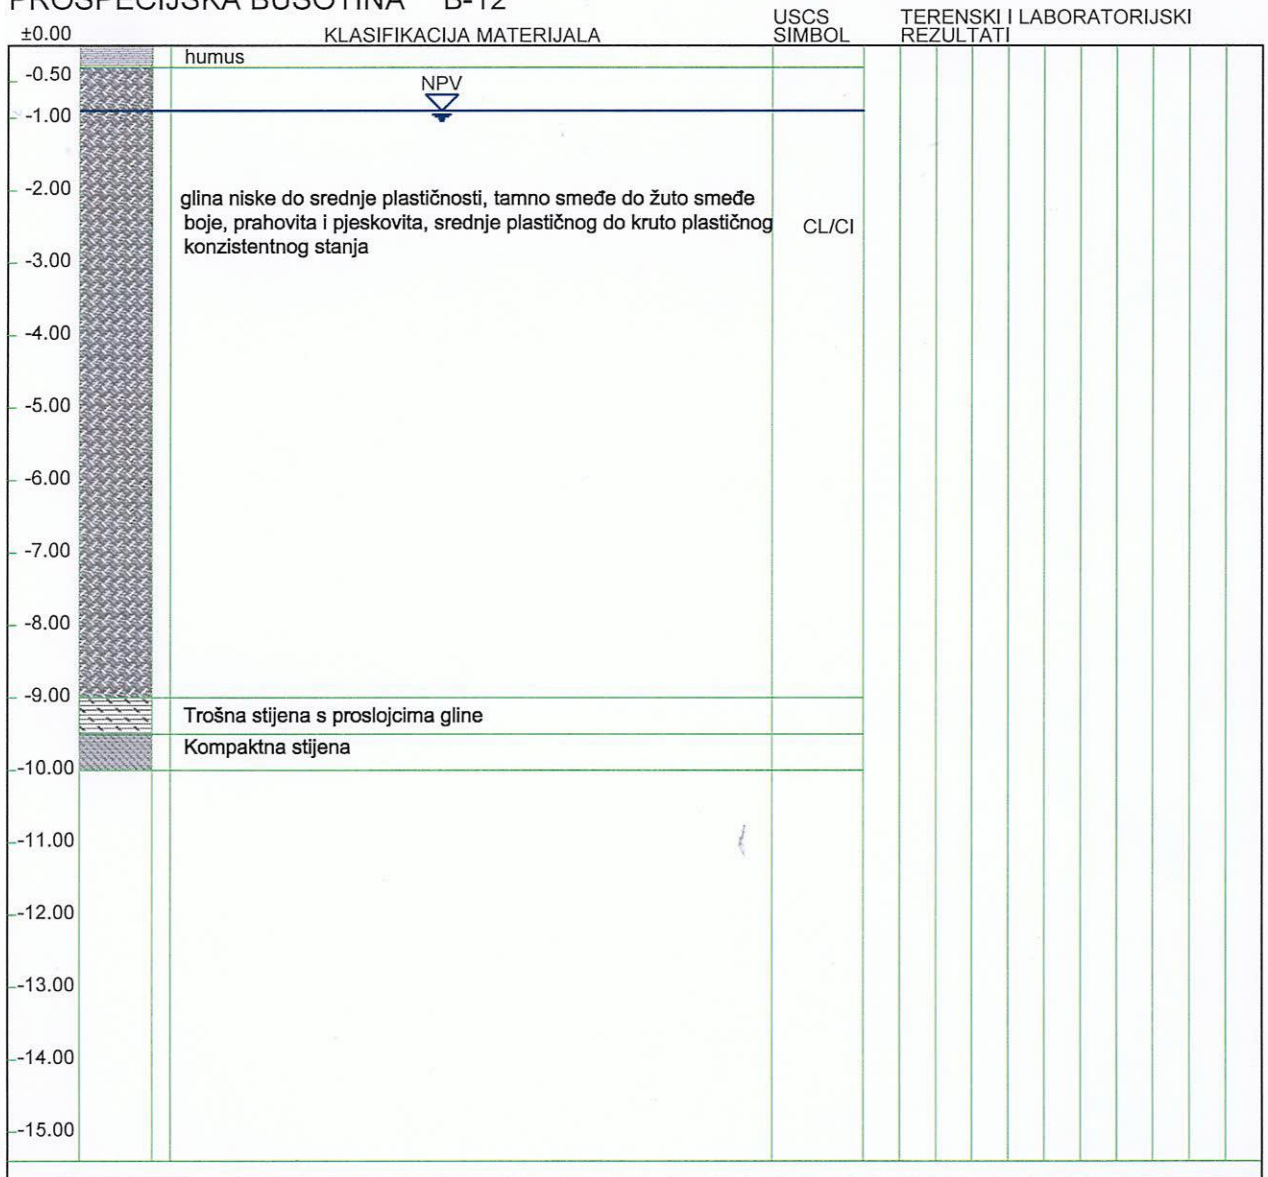 PROSPECIJSKA BUŠOTINA B-12
±0.00 KLASIFIKACIJA MATERIJALA USCS SIMBOL TERENSKI I LABORATORIJSKI REZULTATI
humus
-0.50
NPV
-1.00
-2.00
glina niske do srednje plastičnosti, tamno smeđe do žuto smeđe
boje, prahovita i pjeskovita, srednje plastičnog do kruto plastičnog
konzistentnog stanja
CL/CI
-3.00
-4.00
-5.00
-6.00
-7.00
-8.00
-9.00
Trošna stijena s proslojcima gline
Kompaktna stijena
-10.00
-11.00
-12.00
-13.00
-14.00
-15.00